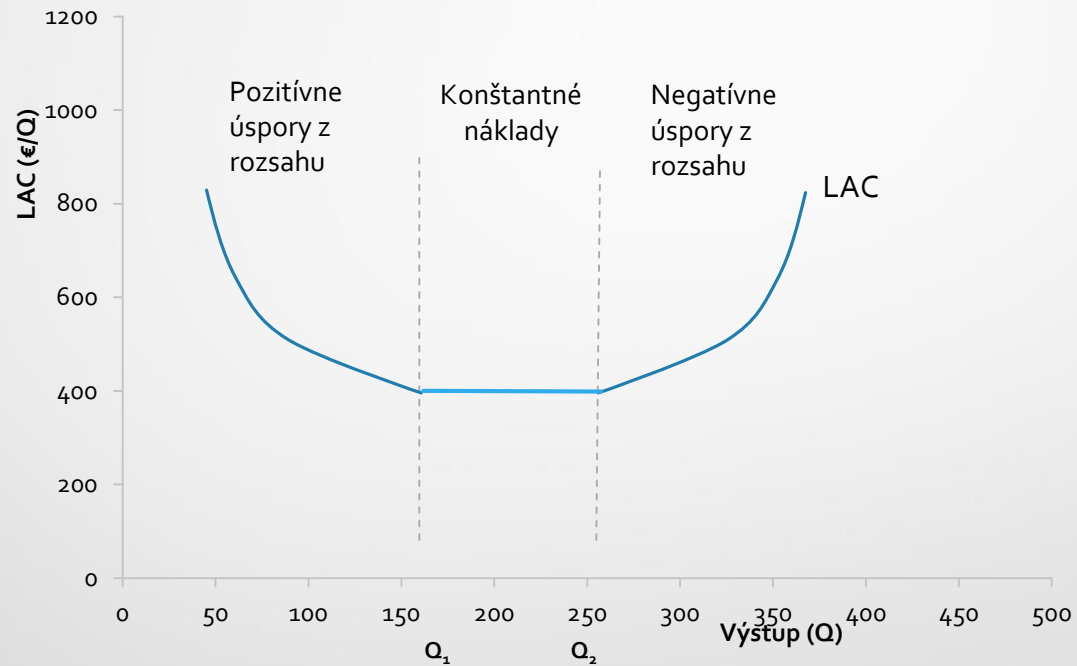 1200
1000
800
600
400
200
0
LAC (€/Q)
Pozitívne
úspory z
rozsahu
Konštantné
náklady
Negatívne
úspory z
rozsahu
LAC
0 50 100 150 200 250 300 350 400 450 500
Výstup (Q)
Q₁ Q₂